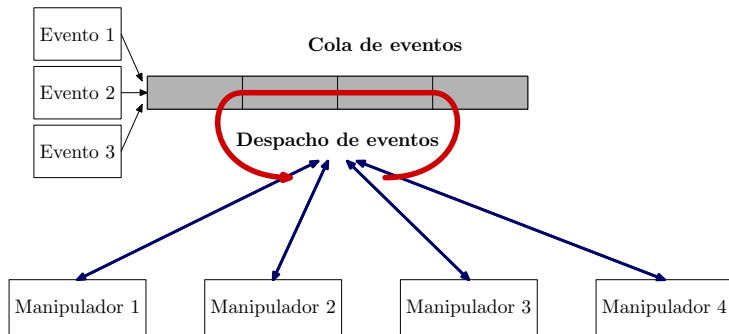 Evento 1
Cola de eventos
Evento 2
Evento 3
Despacho de eventos
Manipulador 1
Manipulador 2
Manipulador 3
Manipulador 4